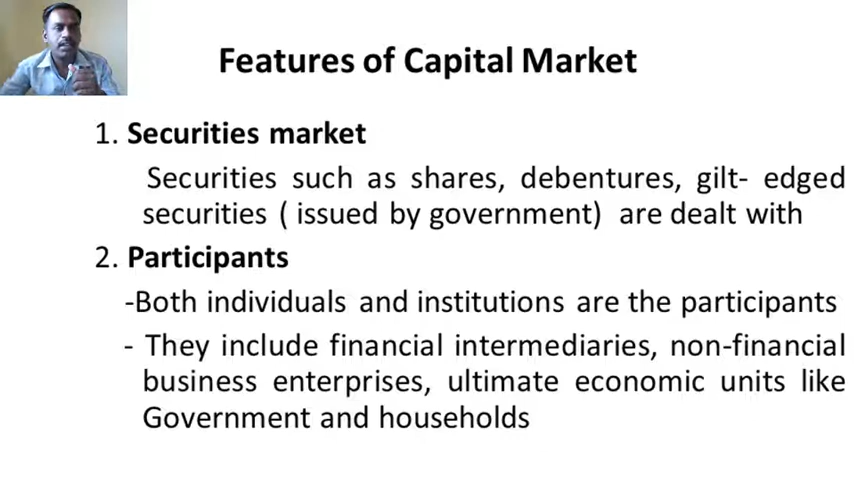 Features of Capital Market
1. Securities market
Securities such as shares, debentures, gilt- edged
securities ( issued by government) are dealt with
2. Participants
-Both individuals and institutions are the participants
- They include financial intermediaries, non-financial
business enterprises, ultimate economic units like
Government and households